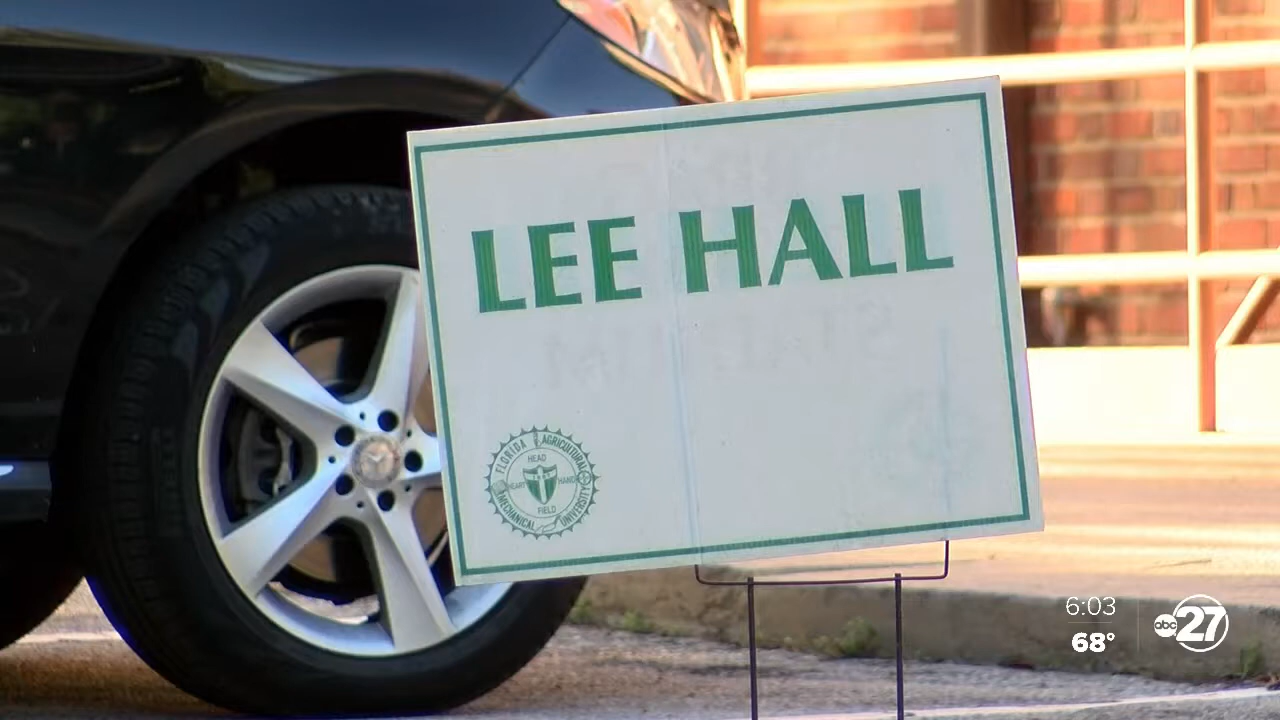 LEE HALL
FLORIDA AGRICULTURAL
HEAD
HEART HAND
FIELD
MECHANICAL UNIVERSITY
6:03
68°
abc 27